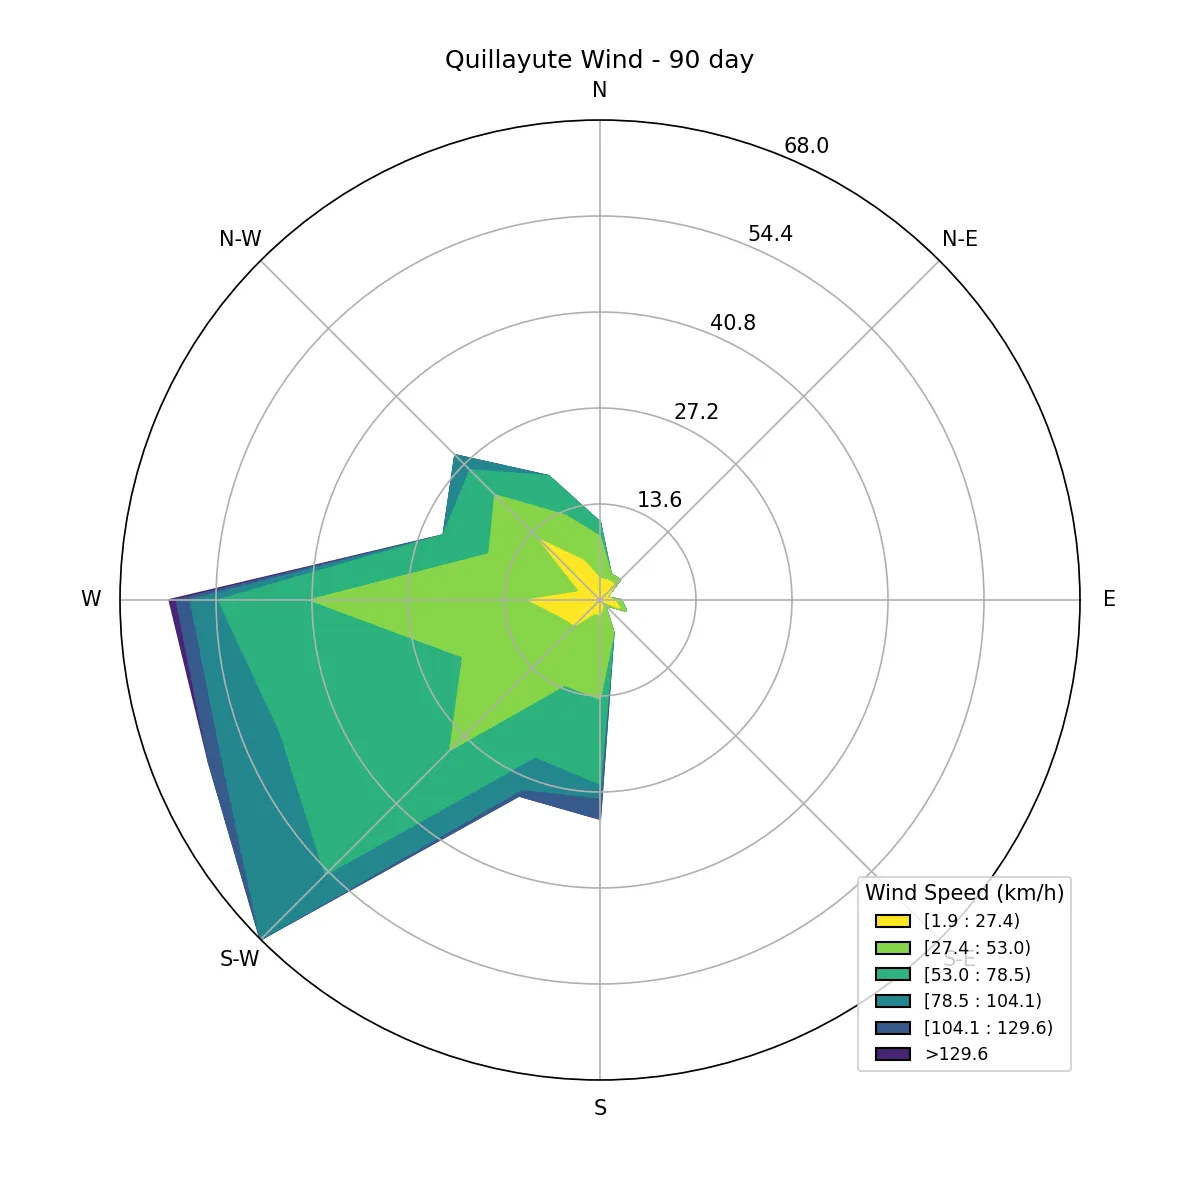 Quillayute Wind - 90 day
N
68.0
N-W
54.4
N-E
40.8
27.2
13.6
W
E
S-W
S-E
S
Wind Speed (km/h)
[1.9 : 27.4)
[27.4 : 53.0)
[53.0 : 78.5)
[78.5 : 104.1)
[104.1 : 129.6)
>129.6